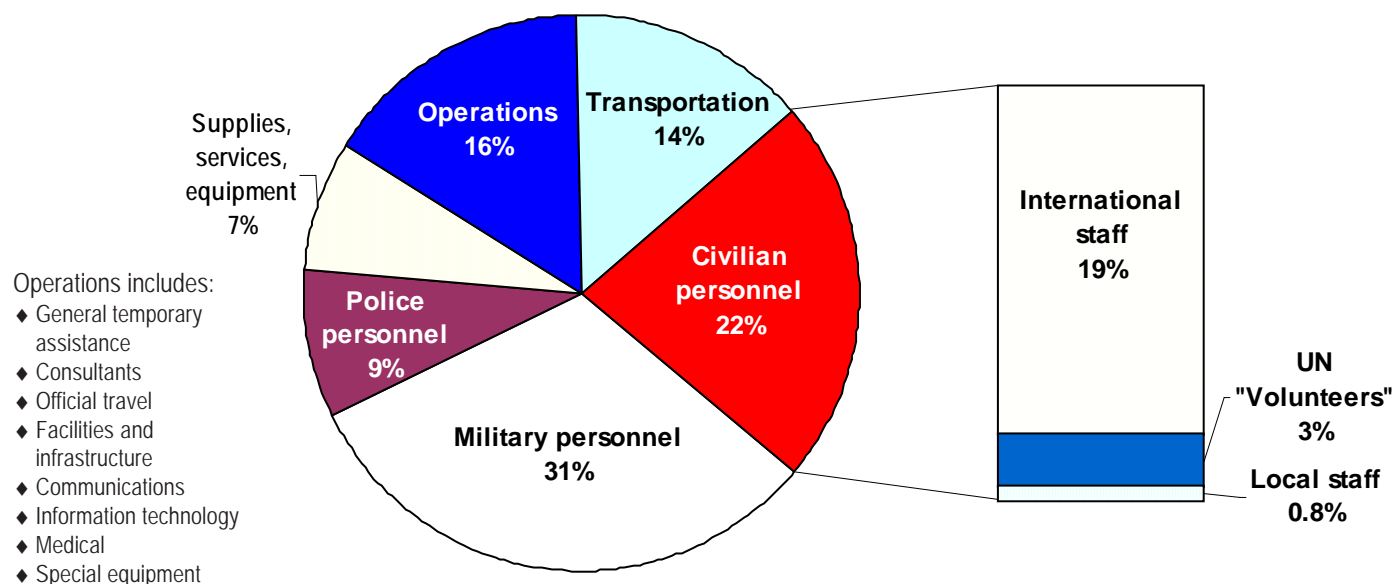 Operations
16%
Transportation
14%
Supplies,
services,
equipment
7%
Civilian
personnel
22%
Police
personnel
9%
Military personnel
31%
International
staff
19%
UN
"Volunteers"
3%
Local staff
0.8%
Operations includes:
♦ General temporary
assistance
♦ Consultants
♦ Official travel
♦ Facilities and
infrastructure
♦ Communications
♦ Information technology
♦ Medical
♦ Special equipment